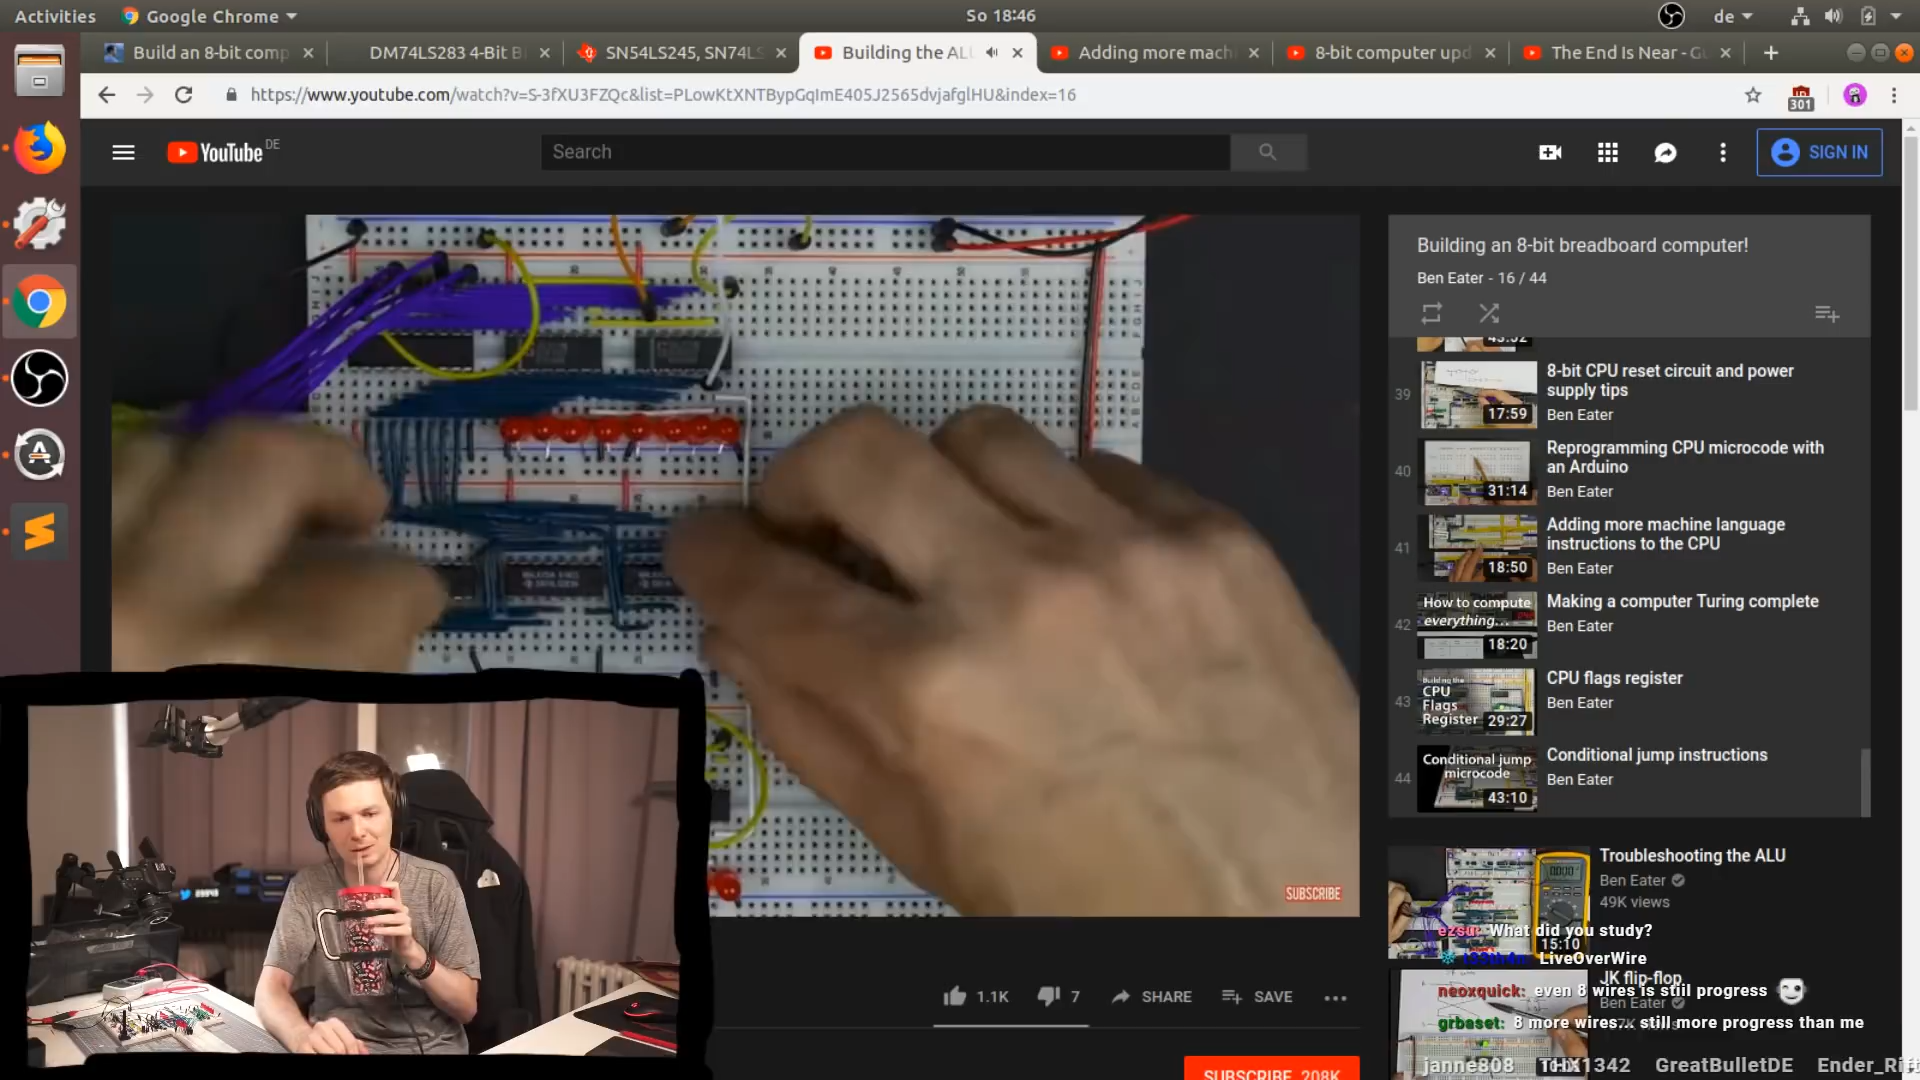 Activities
Google Chrome
So 18:46
de
Build an 8-bit comp
DM74LS283 4-Bit B
SN54LS245, SN74LS
Building the AL
Adding more mach
8-bit computer upd
The End Is Near - G
https://www.youtube.com/watch?v=S-3fXU3FZQc&list=PLowKtXNTBypGqImE405J2565dvjafglHU&index=16
301
YouTube DE
Search
SIGN IN
Building an 8-bit breadboard computer!
Ben Eater - 16 / 44
43:52
39
17:59
8-bit CPU reset circuit and power
supply tips
Ben Eater
40
31:14
Reprogramming CPU microcode with
an Arduino
Ben Eater
41
18:50
Adding more machine language
instructions to the CPU
Ben Eater
42
How to compute
everything...
18:20
Making a computer Turing complete
Ben Eater
43
Building the
CPU
Flags
Register
29:27
CPU flags register
Ben Eater
44
Conditional jump
microcode
43:10
Conditional jump instructions
Ben Eater
SUBSCRIBE
Troubleshooting the ALU
Ben Eater
49K views
15:10
ezsu: What did you study?
LiveOverWire
JK flip-flop
neoxquick: even 8 wires is still progress
Ben Eater
grbaset: 8 more wires... still more progress than me
1.1K
7
SHARE
SAVE
SUBSCRIBE 208K
janne808 THX1342 GreatBulletDE Ender_Rift